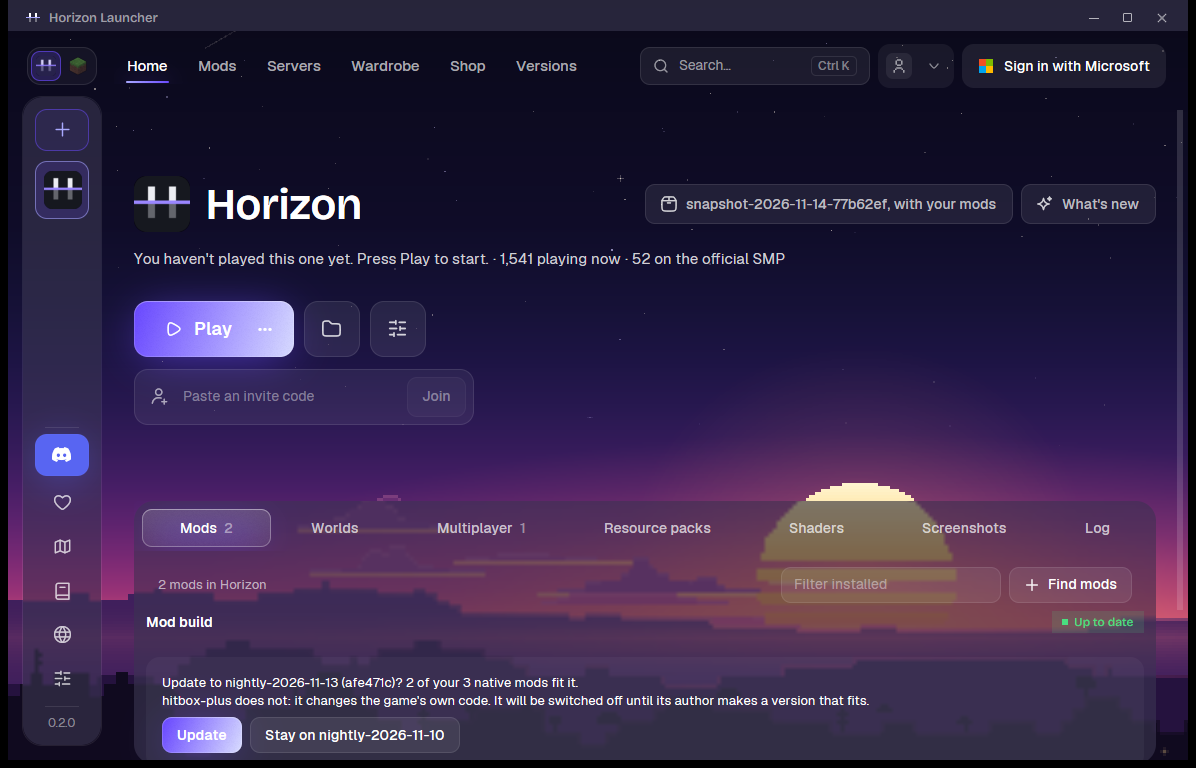 Horizon Launcher
Home
Mods
Servers
Wardrobe
Shop
Versions
Search...
Ctrl K
Sign in with Microsoft
Horizon
snapshot-2026-11-14-77b62ef, with your mods
What's new
You haven't played this one yet. Press Play to start. · 1,541 playing now · 52 on the official SMP
Play
Paste an invite code
Join
Mods 2
Worlds
Multiplayer 1
Resource packs
Shaders
Screenshots
Log
2 mods in Horizon
Filter installed
Find mods
Mod build
Up to date
Update to nightly-2026-11-13 (afe471c)? 2 of your 3 native mods fit it.
hitbox-plus does not: it changes the game's own code. It will be switched off until its author makes a version that fits.
Update
Stay on nightly-2026-11-10
0.2.0